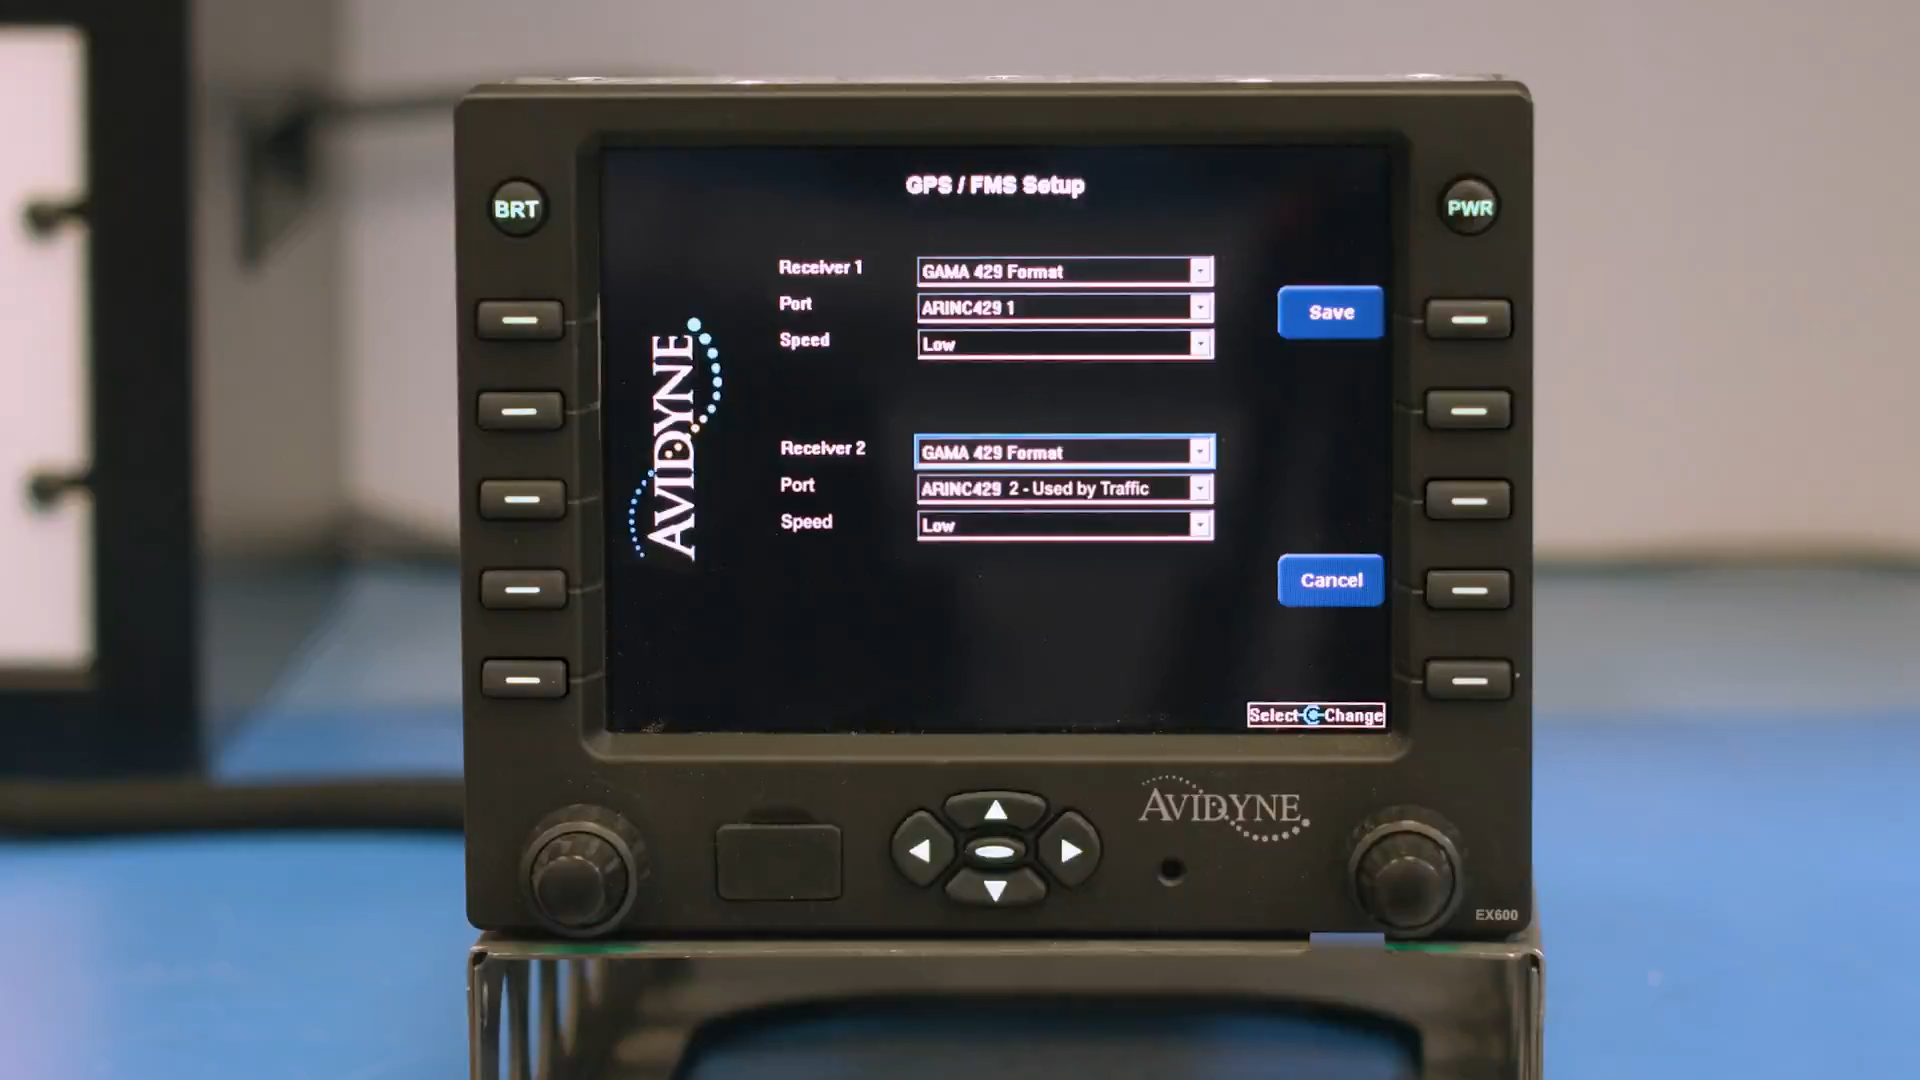 BRT
PWR
GPS / FMS Setup
Receiver 1
GAMA 429 Format
Port
ARINC429 1
Speed
Low
Save
AVIDYNE
Receiver 2
GAMA 429 Format
Port
ARINC429 2 - Used by Traffic
Speed
Low
Cancel
Select Change
AVIDYNE
EX600